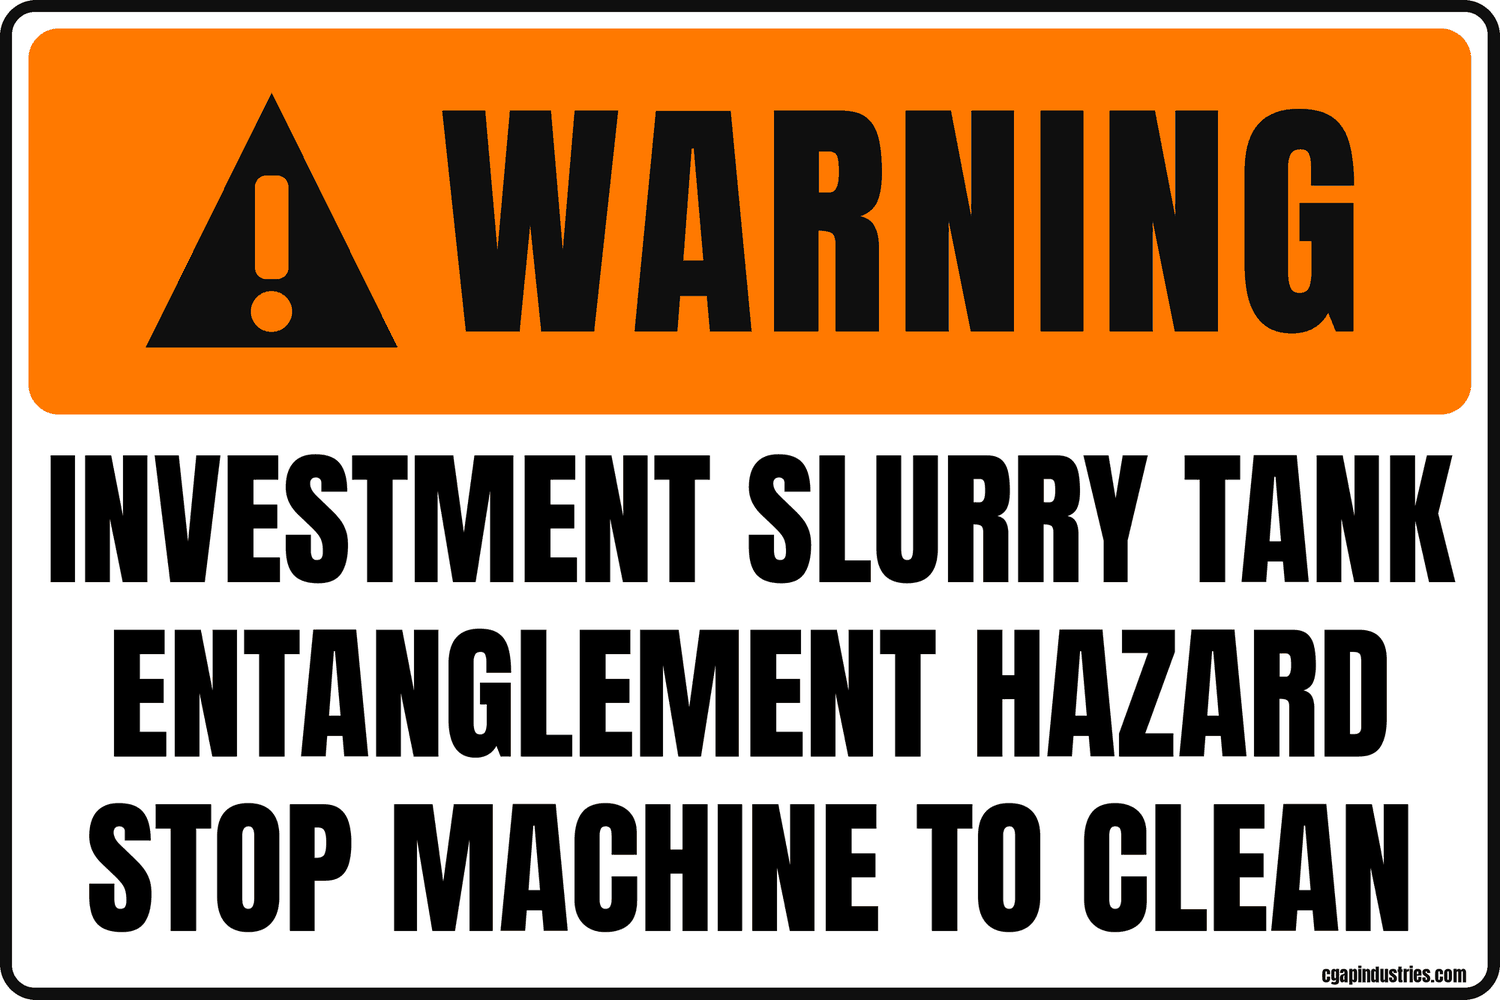 WARNING
INVESTMENT SLURRY TANK
ENTANGLEMENT HAZARD
STOP MACHINE TO CLEAN
cgapindustries.com